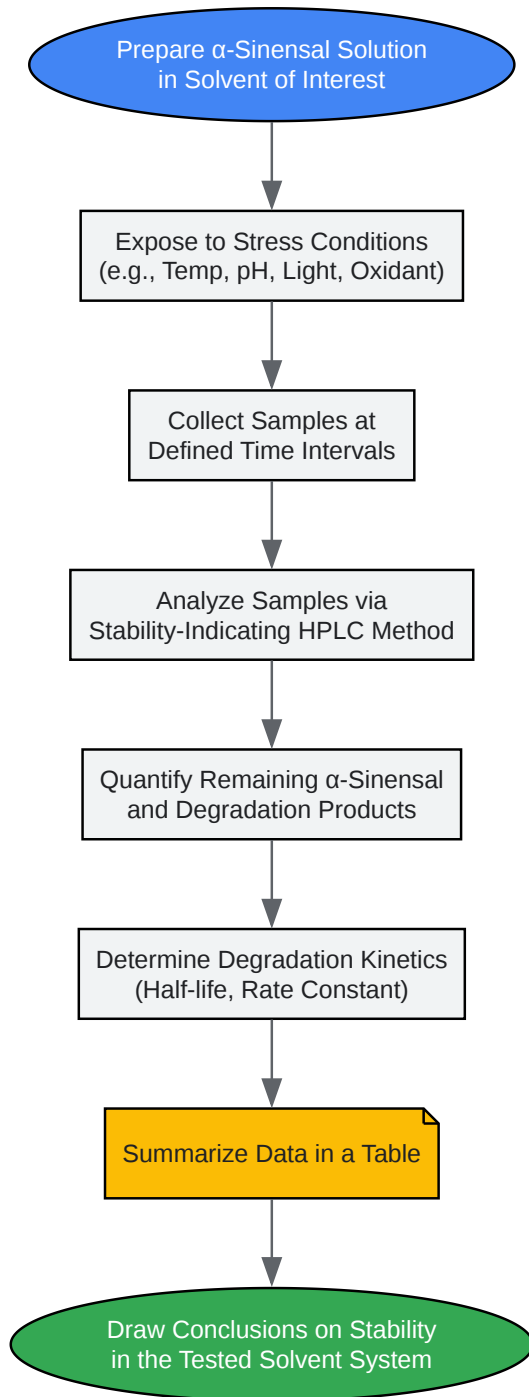 Prepare α-Sinensal Solution
in Solvent of Interest
Expose to Stress Conditions
(e.g., Temp, pH, Light, Oxidant)
Collect Samples at
Defined Time Intervals
Analyze Samples via
Stability-Indicating HPLC Method
Quantify Remaining α-Sinensal
and Degradation Products
Determine Degradation Kinetics
(Half-life, Rate Constant)
Summarize Data in a Table
Draw Conclusions on Stability
in the Tested Solvent System